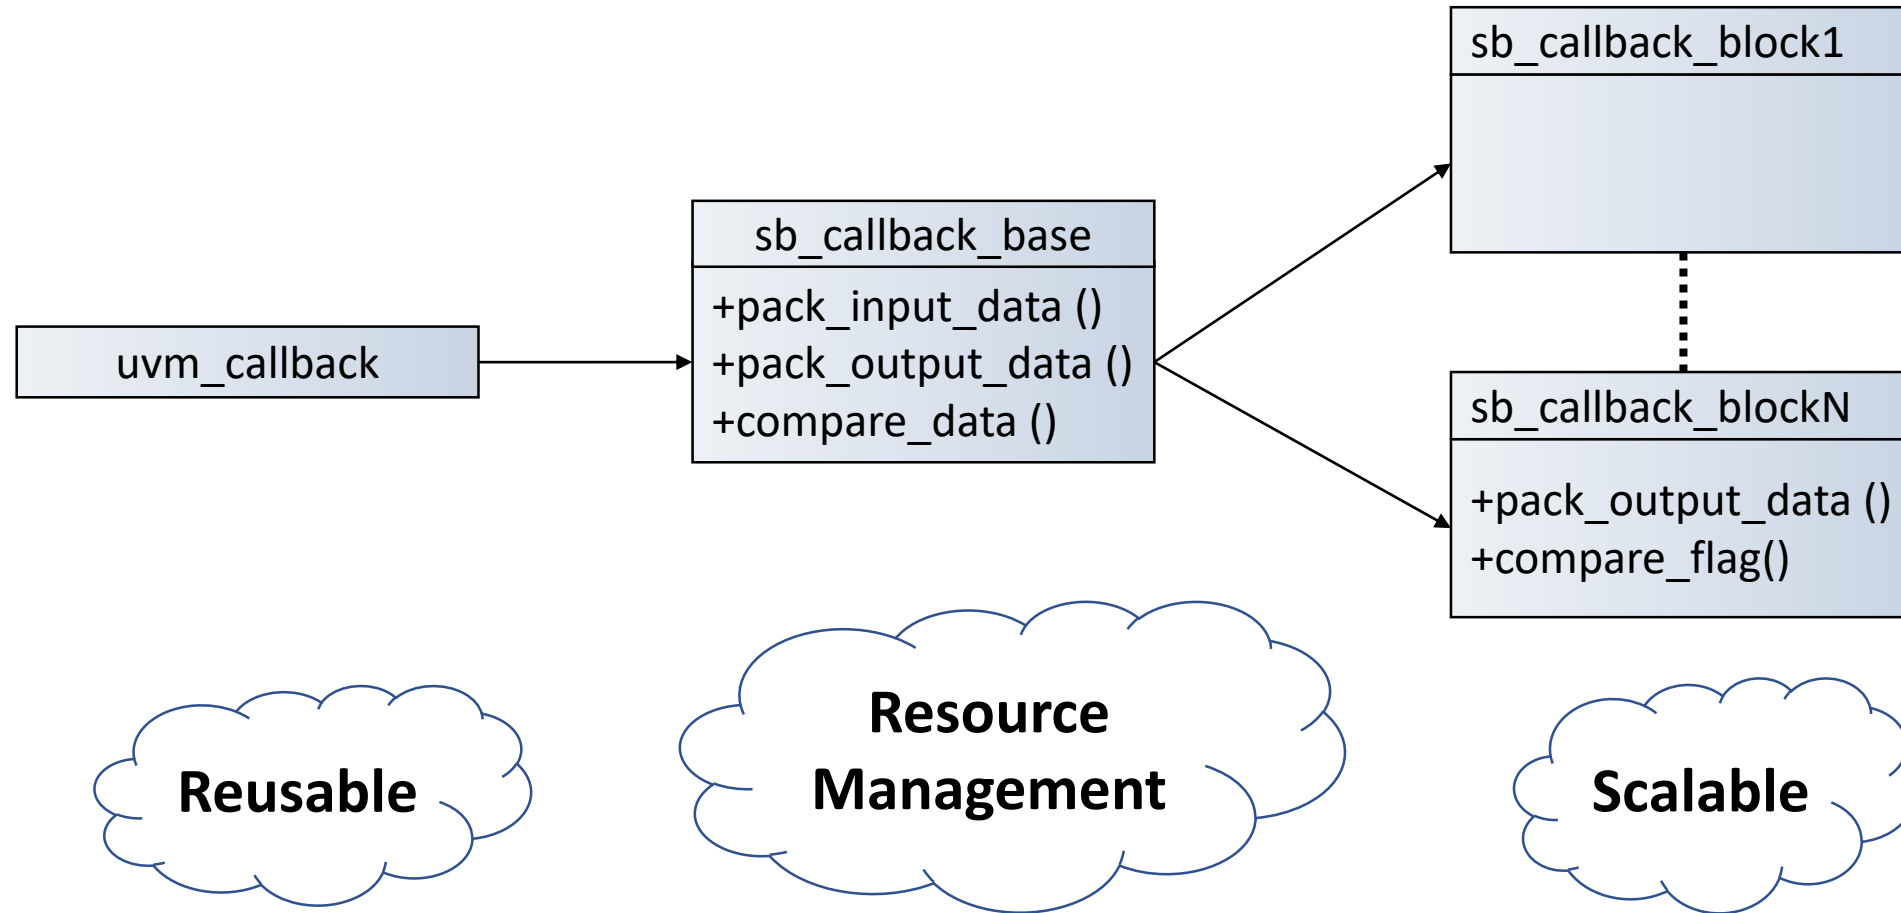 uvm_callback
sb_callback_base
+pack_input_data ()
+pack_output_data ()
+compare_data ()
sb_callback_block1
sb_callback_blockN
+pack_output_data ()
+compare_flag()
Reusable
Resource
Management
Scalable